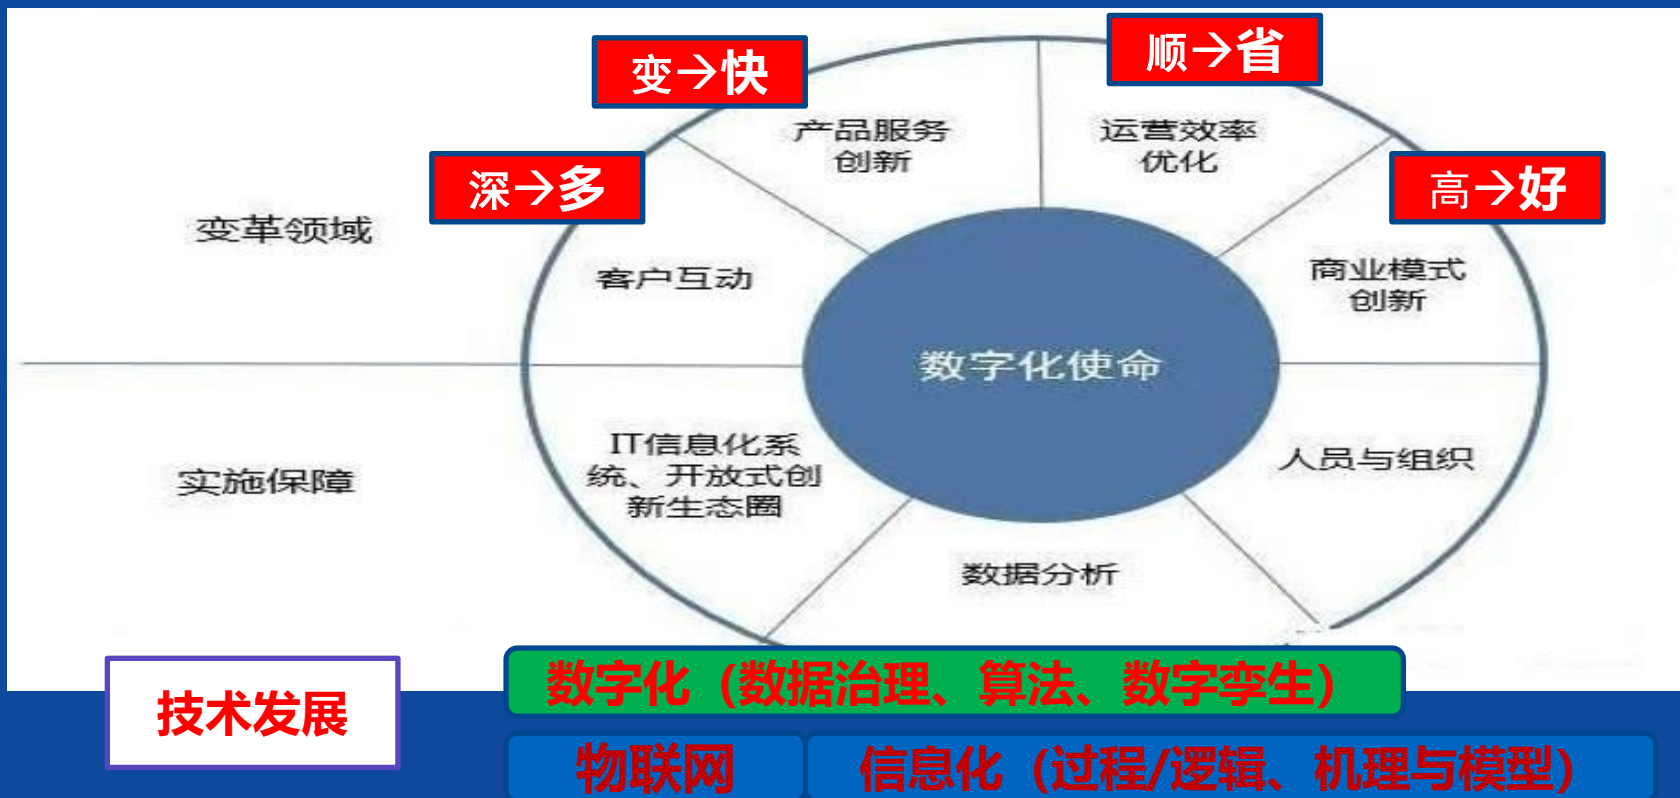 顺→省
变→快
产品服务
创新
运营效率
优化
深→多
高→好
变革领域
客户互动
商业模式
创新
数字化使命
IT信息化系
统、开放式创
新生态圈
人员与组织
实施保障
数据分析
数字化（数据治理、算法、数字孪生）
技术发展
物联网
信息化（过程/逻辑、机理与模型）